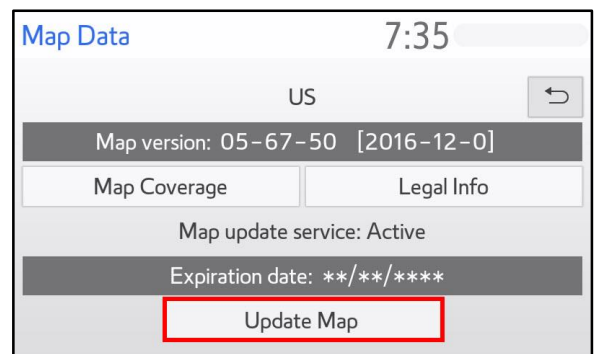 Map Data 7:35
US
Map version: 05-67-50 [2016-12-0]
Map Coverage Legal Info
Map update service: Active
Expiration date: **/**/****
Update Map